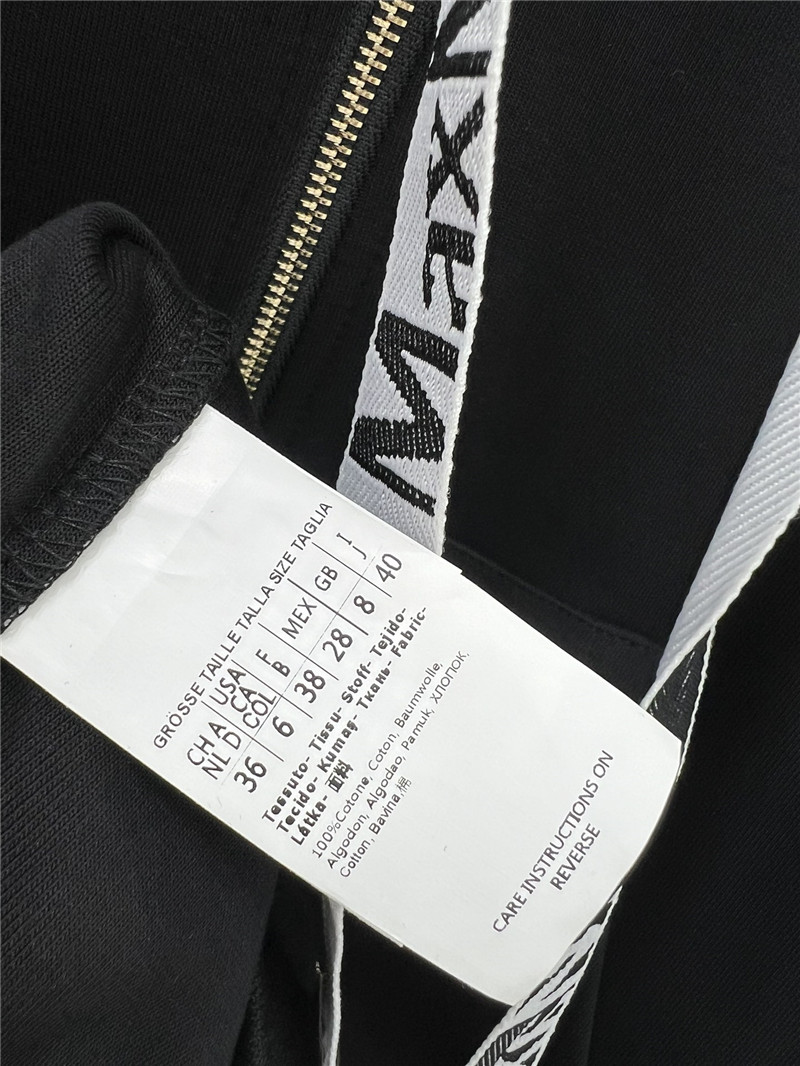 MaxM
GRÖSSE TAILLE TALLA SIZE TAGLIA
CH A USA E MEX GB I
NL D CA B J
COL
36 6 38 28 8 40
Tessuto- Tissu- Stoff- Tejido-
Tecido- Kumaş- Ткань- Fabric-
Látka- 面料
100%Cotone, Coton, Baumwolle,
Algodon, Algodao, Pamuk, хлопок,
Cotton, Bavlna,棉
CARE INSTRUCTIONS ON
REVERSE